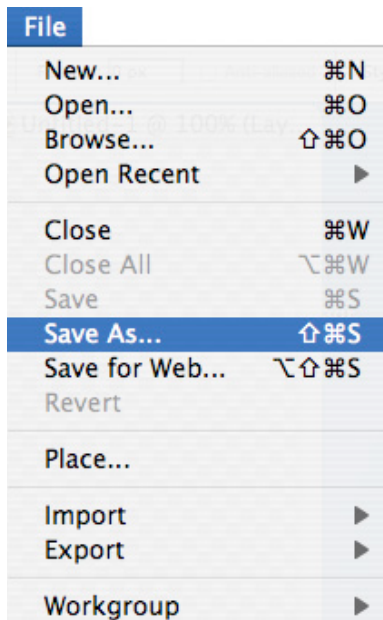 File
New... ⌘N
Open... ⌘O
Browse... ⇧⌘O
Open Recent ▶
Close ⌘W
Close All ⌥⌘W
Save ⌘S
Save As... ⇧⌘S
Save for Web... ⌥⇧⌘S
Revert
Place...
Import ▶
Export ▶
Workgroup ▶